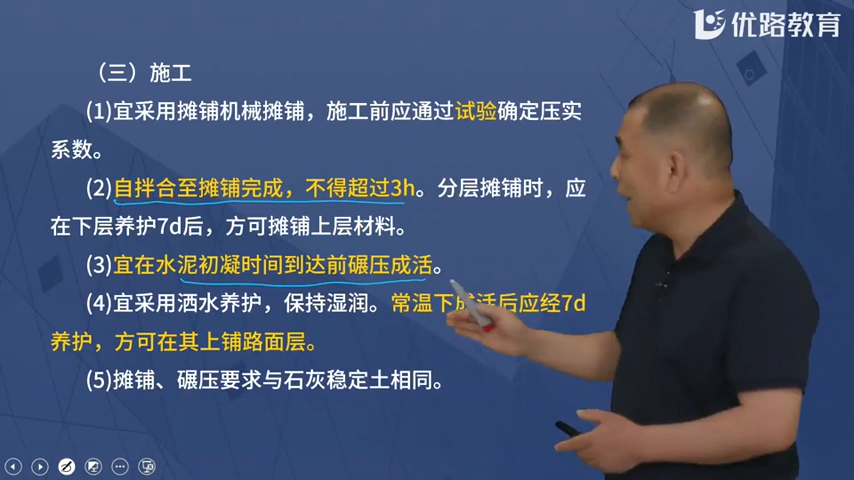 优路教育
（三）施工
(1)宜采用摊铺机械摊铺，施工前应通过试验确定压实
系数。
(2)自拌合至摊铺完成，不得超过3h。分层摊铺时，应
在下层养护7d后，方可摊铺上层材料。
(3)宜在水泥初凝时间到达前碾压成活。
(4)宜采用洒水养护，保持湿润。常温下成活后应经7d
养护，方可在其上铺路面层。
(5)摊铺、碾压要求与石灰稳定土相同。